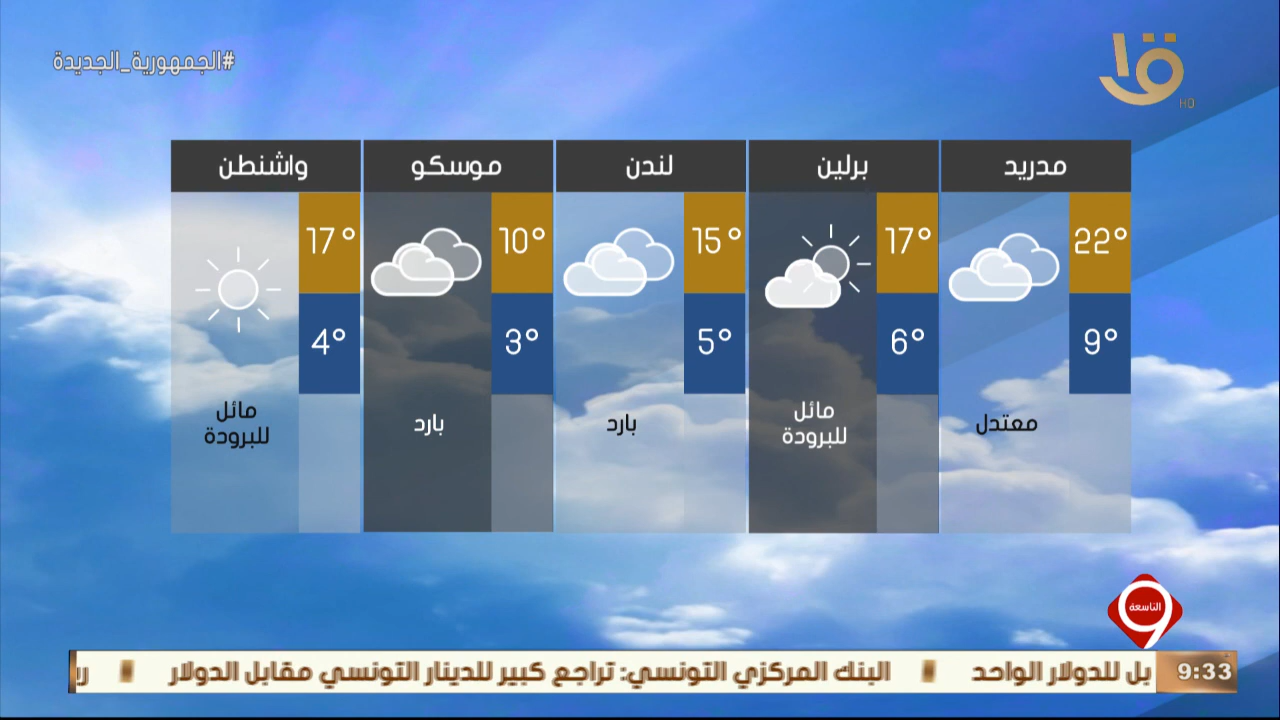 #الجمهورية_الجديدة
HD
مدريد
برلين
لندن
موسكو
واشنطن
22°
17°
15°
10°
17°
9°
6°
5°
3°
4°
معتدل
مائل
للبرودة
بارد
بارد
مائل
للبرودة
التاسعة
9
9:33
يل للدولار الواحد
البنك المركزي التونسي: تراجع كبير للدينار التونسي مقابل الدولار